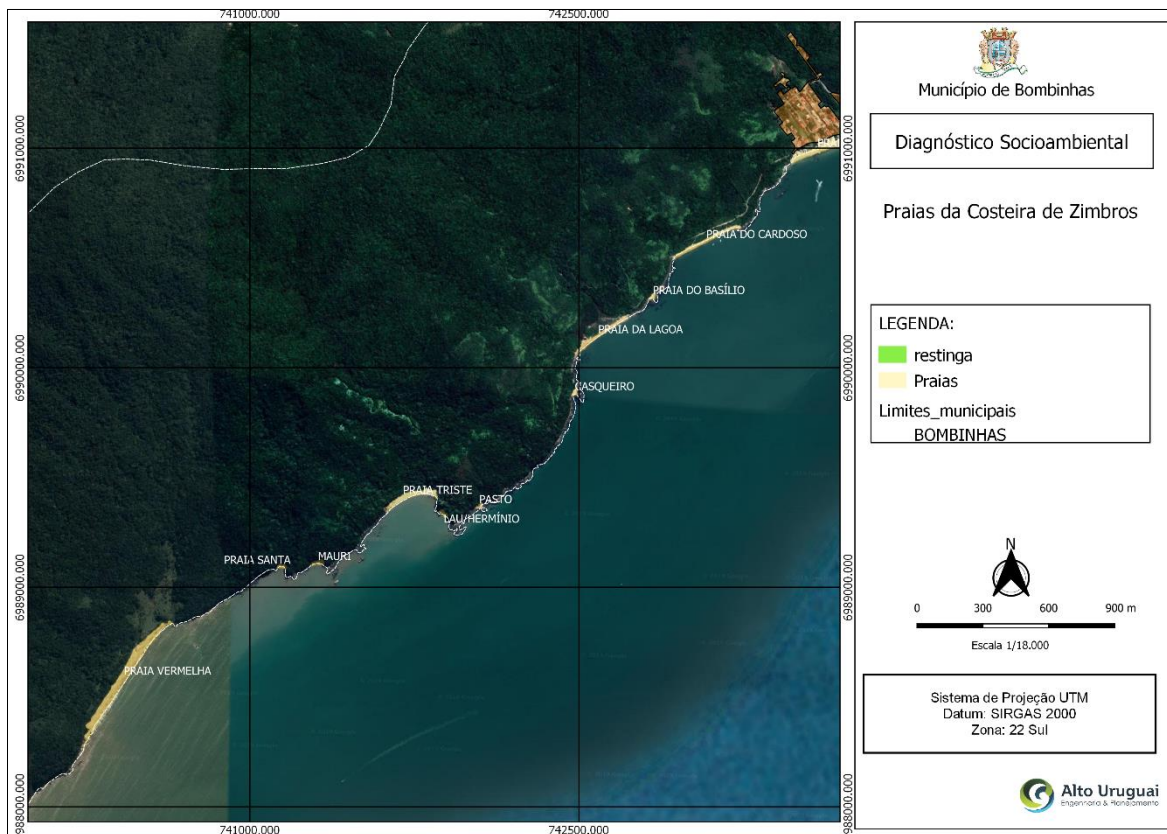 741000.000
742500.000
6991000.000
6991000.000
PRAI
PRAIA DO CARDOSO
PRAIA DO BASÍLIO
PRAIA DA LAGOA
6990000.000
6990000.000
CASQUEIRO
PRAIA TRISTE
PASTO
LAU/HERMÍNIO
PRAIA SANTA
MAURI
6989000.000
6989000.000
PRAIA VERMELHA
988000.000
988000.000
741000.000
742500.000
Município de Bombinhas
Diagnóstico Socioambiental
Praias da Costeira de Zimbros
LEGENDA:
restinga
Praias
Limites_municipais
BOMBINHAS
N
0 300 600 900 m
Escala 1/18.000
Sistema de Projeção UTM
Datum: SIRGAS 2000
Zona: 22 Sul
Alto Uruguai
Engenharia & Planejamento